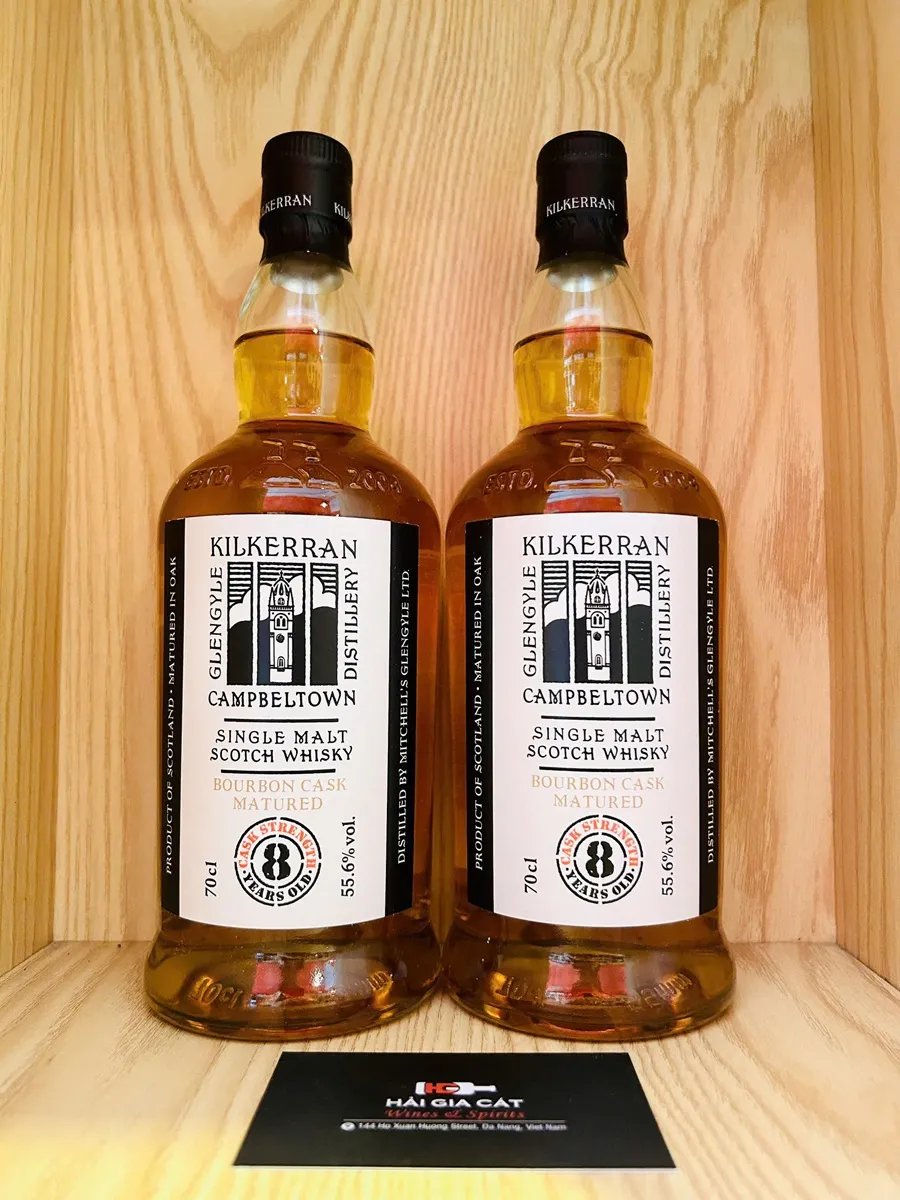 KILKERRAN
ESTD. 2004
KILKERRAN
GLENGYLE
DISTILLERY
CAMPBELTOWN
SINGLE MALT
SCOTCH WHISKY
BOURBON CASK
MATURED
CASK STRENGTH
8
YEARS OLD
70cl
55.6% vol.
PRODUCT OF SCOTLAND • MATURED IN OAK
DISTILLED BY MITCHELL'S GLENGYLE LTD.
70cl
KILKERRAN
ESTD. 2004
KILKERRAN
GLENGYLE
DISTILLERY
CAMPBELTOWN
SINGLE MALT
SCOTCH WHISKY
BOURBON CASK
MATURED
CASK STRENGTH
8
YEARS OLD
70cl
55.6% vol.
PRODUCT OF SCOTLAND • MATURED IN OAK
DISTILLED BY MITCHELL'S GLENGYLE LTD.
HG
HẢI GIA CÁT
Wines & Spirits
144 Ho Xuan Huong Street, Da Nang, Viet Nam